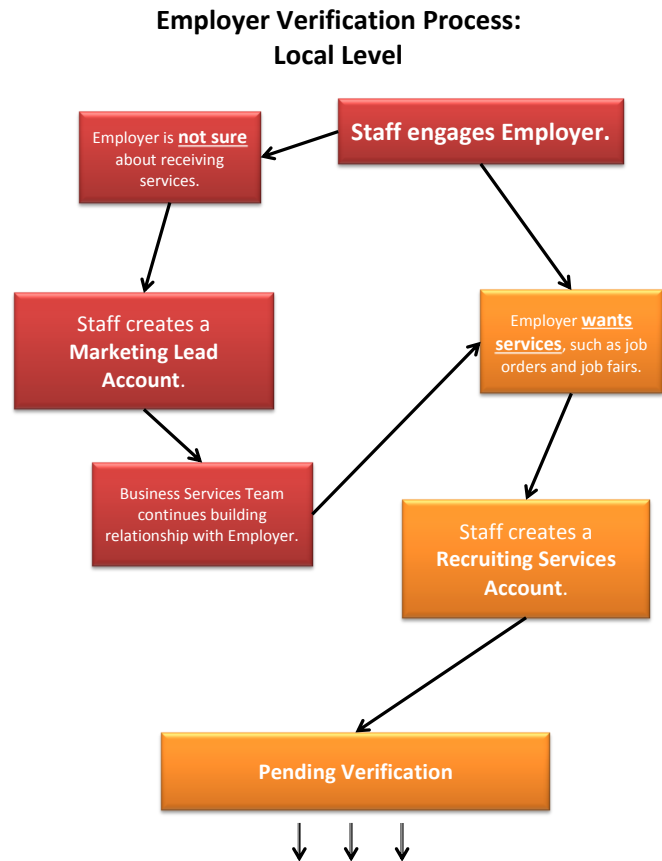 Employer Verification Process:
Local Level
Staff engages Employer.
Employer is not sure
about receiving
services.
Staff creates a
Marketing Lead
Account.
Business Services Team
continues building
relationship with Employer.
Employer wants
services, such as job
orders and job fairs.
Staff creates a
Recruiting Services
Account.
Pending Verification